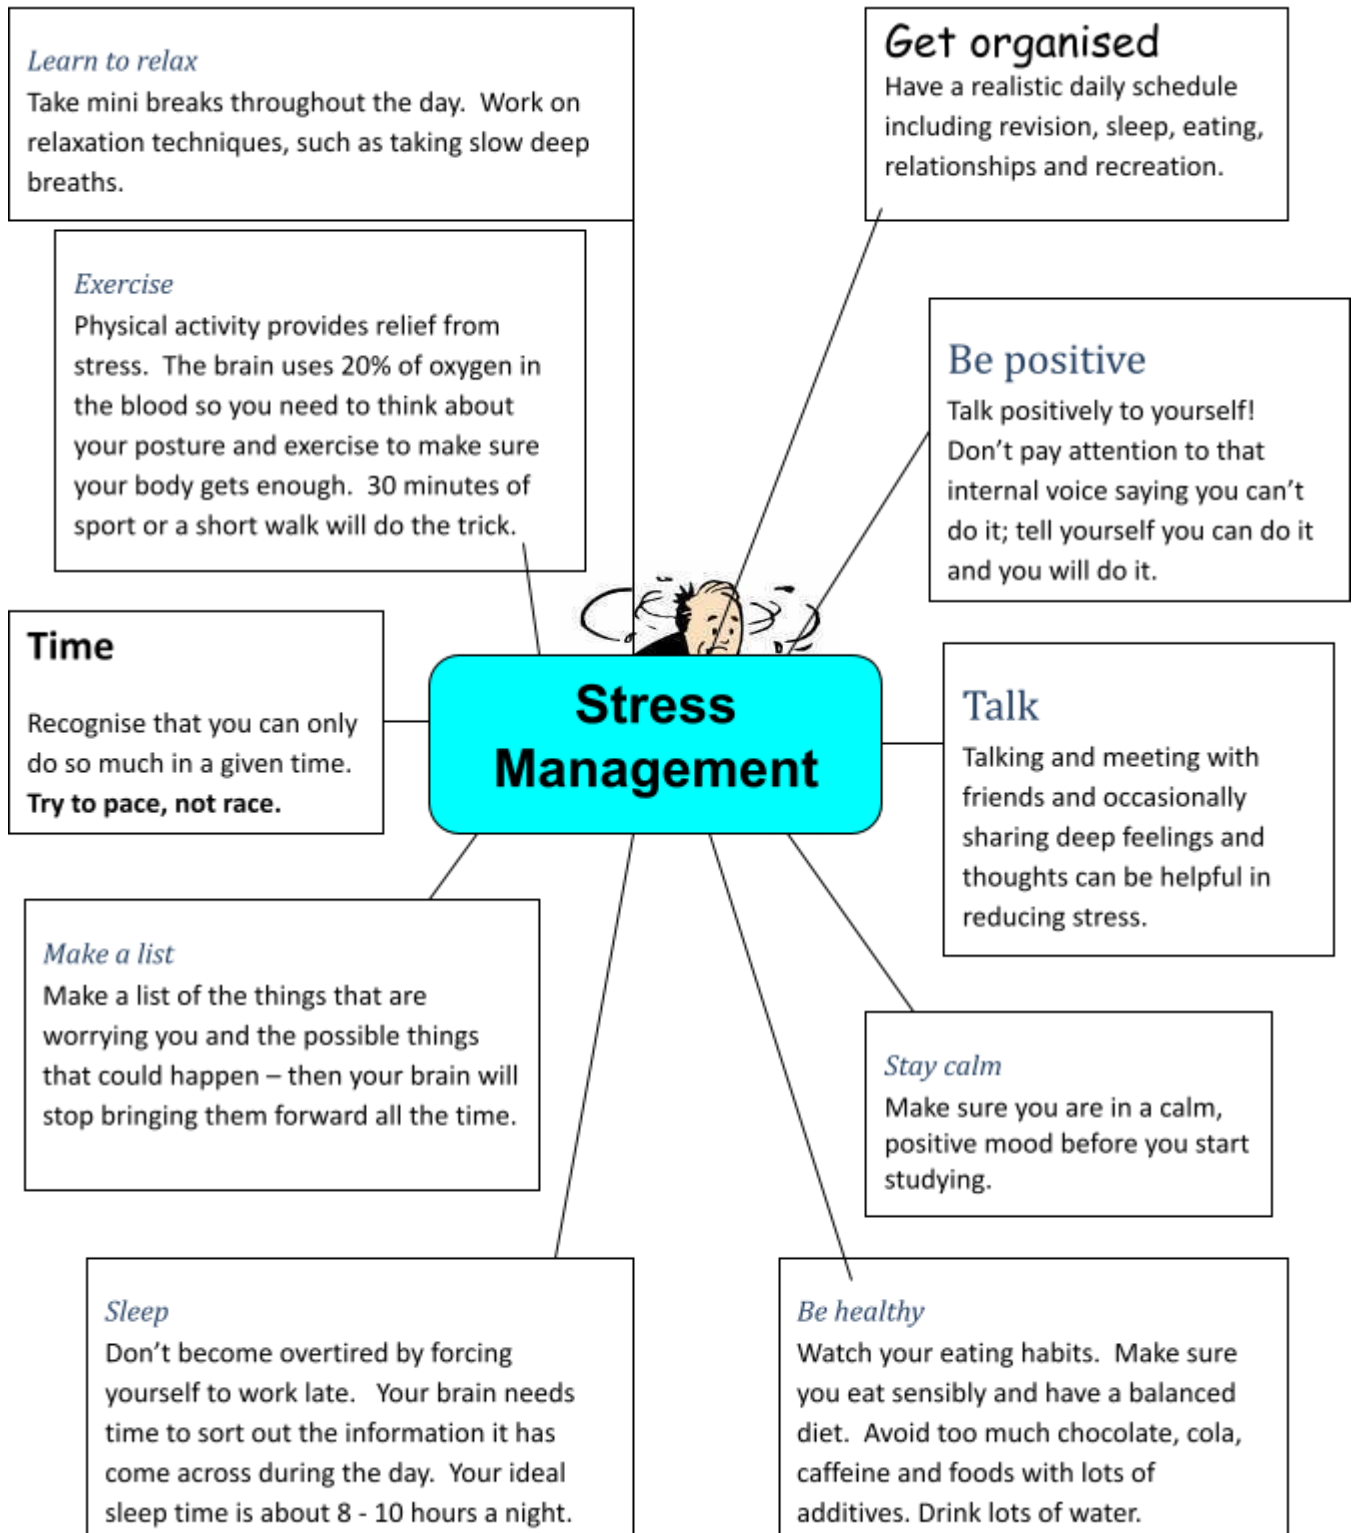 Learn to relax
Take mini breaks throughout the day.  Work on
relaxation techniques, such as taking slow deep
breaths.
Get organised
Have a realistic daily schedule
including revision, sleep, eating,
relationships and recreation.
Exercise
Physical activity provides relief from
stress.  The brain uses 20% of oxygen in
the blood so you need to think about
your posture and exercise to make sure
your body gets enough.  30 minutes of
sport or a short walk will do the trick.
Be positive
Talk positively to yourself!
Don’t pay attention to that
internal voice saying you can’t
do it; tell yourself you can do it
and you will do it.
Time
Recognise that you can only
do so much in a given time.
Try to pace, not race.
Stress
Management
Talk
Talking and meeting with
friends and occasionally
sharing deep feelings and
thoughts can be helpful in
reducing stress.
Make a list
Make a list of the things that are
worrying you and the possible things
that could happen – then your brain will
stop bringing them forward all the time.
Stay calm
Make sure you are in a calm,
positive mood before you start
studying.
Sleep
Don’t become overtired by forcing
yourself to work late.   Your brain needs
time to sort out the information it has
come across during the day.  Your ideal
sleep time is about 8 - 10 hours a night.
Be healthy
Watch your eating habits.  Make sure
you eat sensibly and have a balanced
diet.  Avoid too much chocolate, cola,
caffeine and foods with lots of
additives. Drink lots of water.